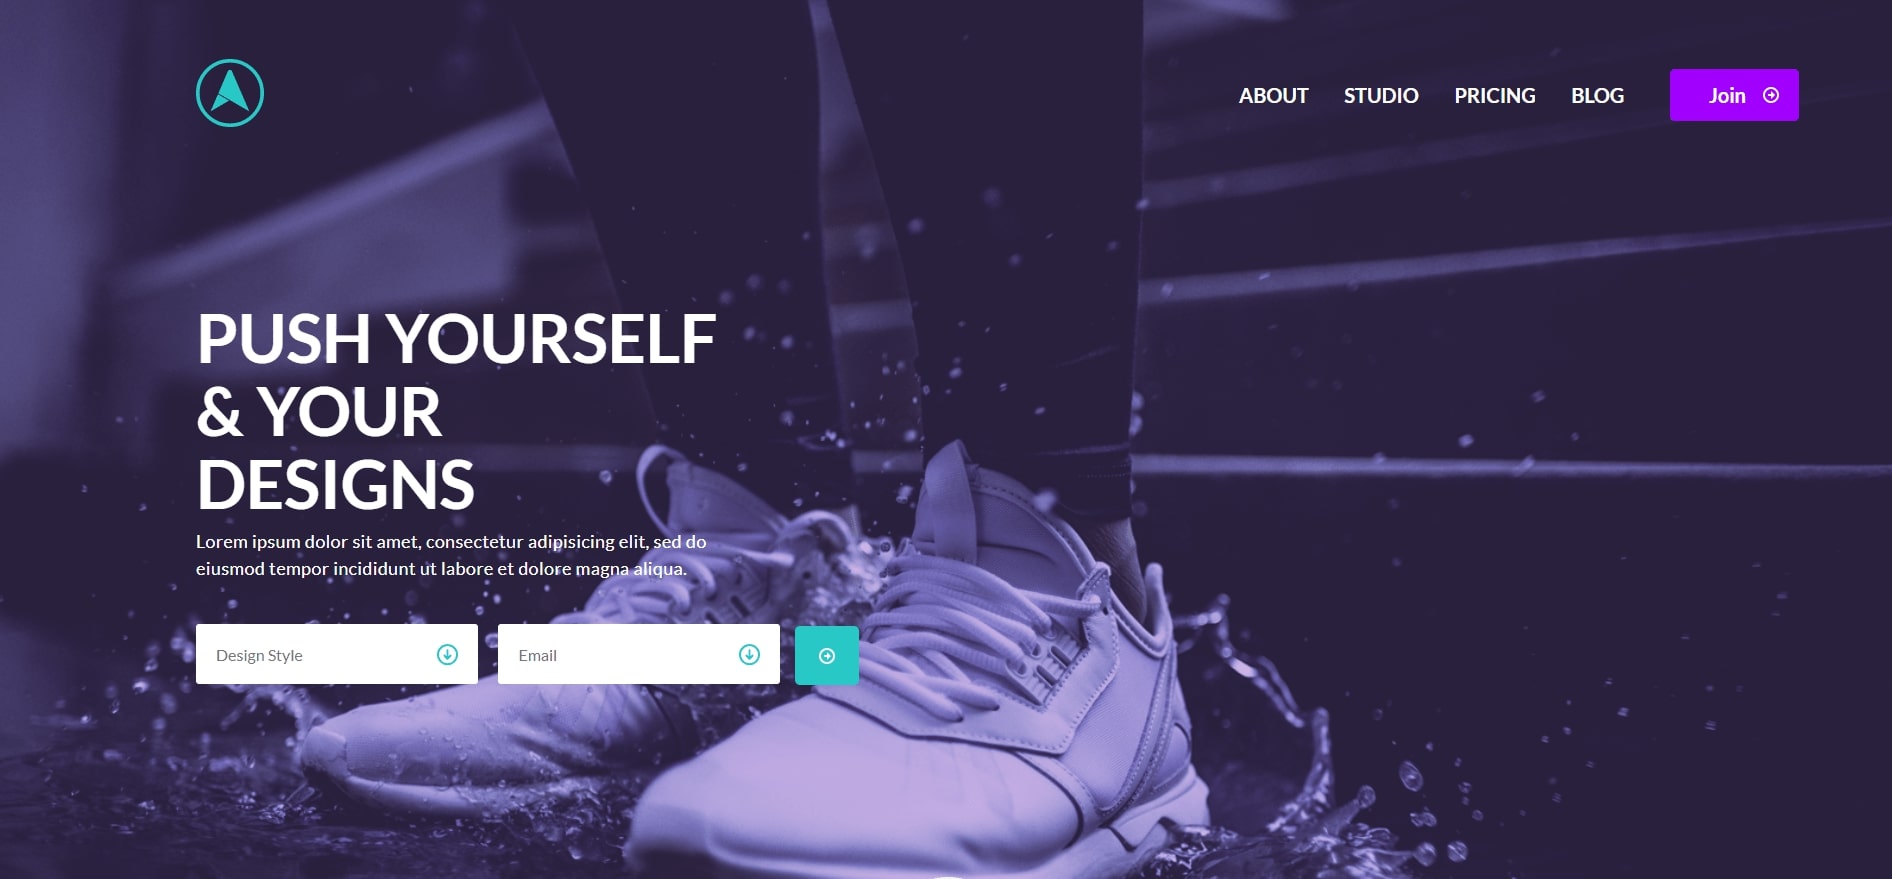 ABOUT STUDIO PRICING BLOG Join
PUSH YOURSELF
& YOUR
DESIGNS
Lorem ipsum dolor sit amet, consectetur adipisicing elit, sed do
eiusmod tempor incididunt ut labore et dolore magna aliqua.
Design Style Email